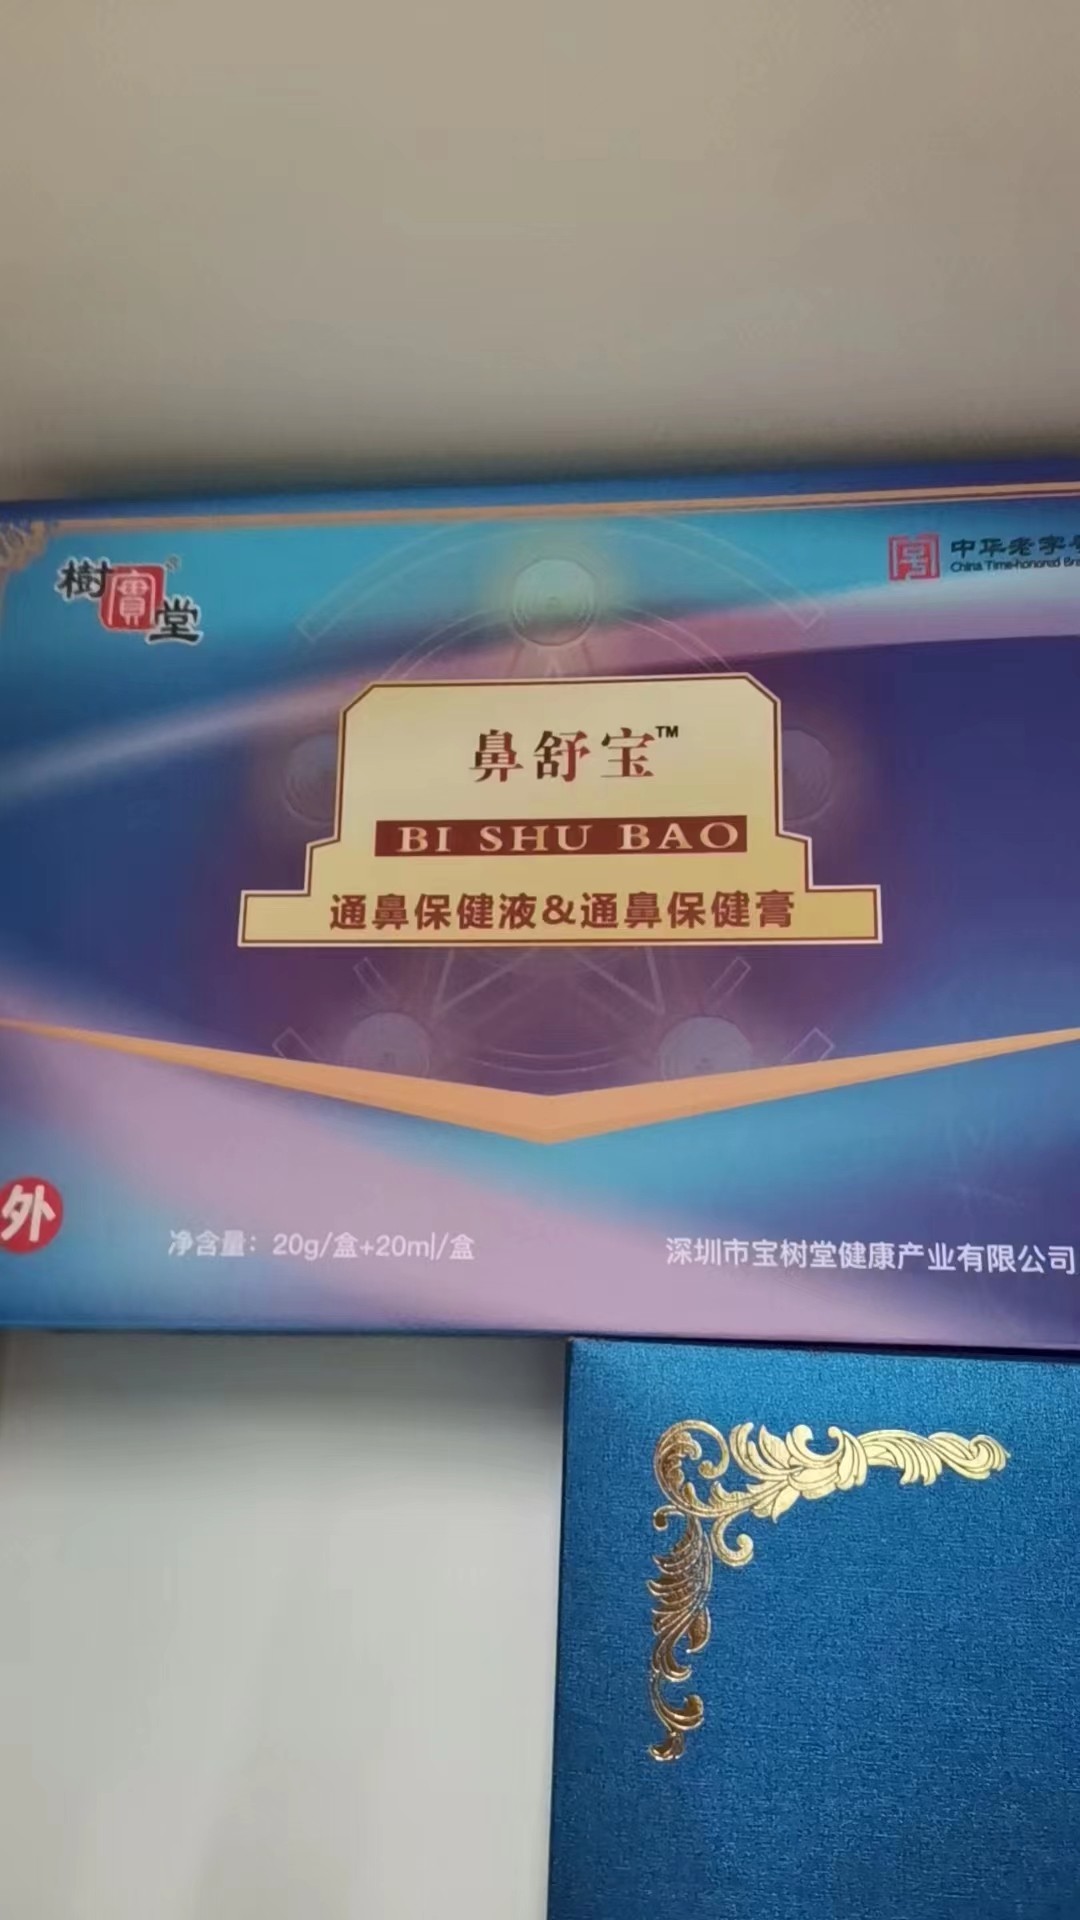 樹寳堂®
中华老字号
China Time-honored Bra
鼻舒宝™
BI SHU BAO
通鼻保健液&通鼻保健膏
外
净含量：20g/盒+20ml/盒
深圳市宝树堂健康产业有限公司